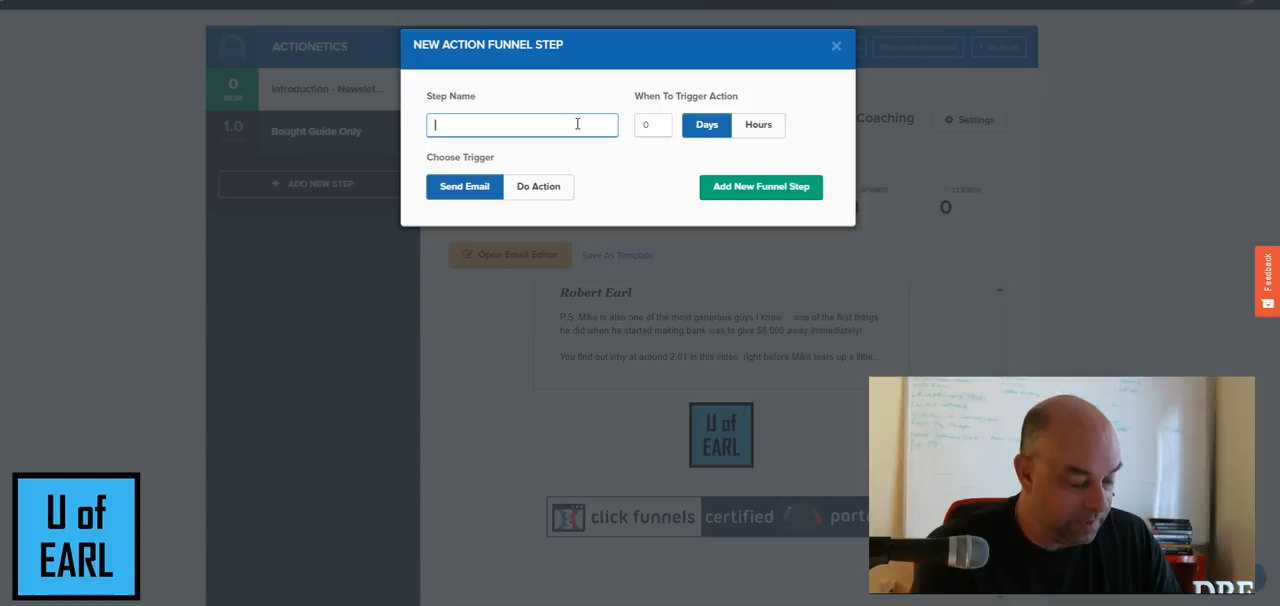 NEW ACTION FUNNEL STEP
ACTIONETICS
0
NOW
Introduction - Newslet...
1.0
Bought Guide Only
+ ADD NEW STEP
Step Name
When To Trigger Action
0
Days
Hours
Choose Trigger
Send Email
Do Action
Add New Funnel Step
Coaching
Settings
CLICKED
0
Open Email Editor
Save As Template
Robert Earl
P.S. Mike is also one of the most generous guys I know one of the first things
he did when he started making bank was to give $8,000 away immediately!
You find out why at around 2:01 in this video right before Mike tears up a little...
U of
EARL
click funnels certified
Feedback
U of
EARL